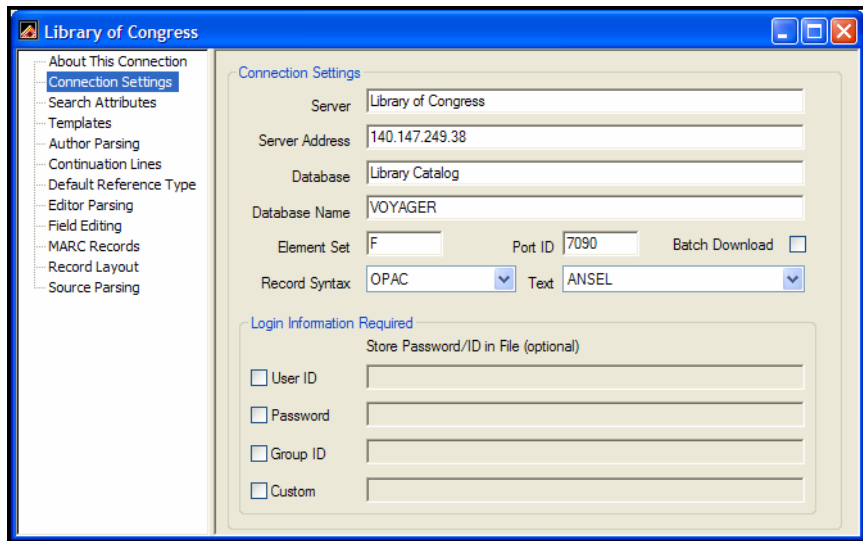 Library of Congress
About This Connection
Connection Settings
Search Attributes
Templates
Author Parsing
Continuation Lines
Default Reference Type
Editor Parsing
Field Editing
MARC Records
Record Layout
Source Parsing
Connection Settings
Server Library of Congress
Server Address 140.147.249.38
Database Library Catalog
Database Name VOYAGER
Element Set F Port ID 7090 Batch Download
Record Syntax OPAC Text ANSEL
Login Information Required
Store Password/ID in File (optional)
User ID
Password
Group ID
Custom